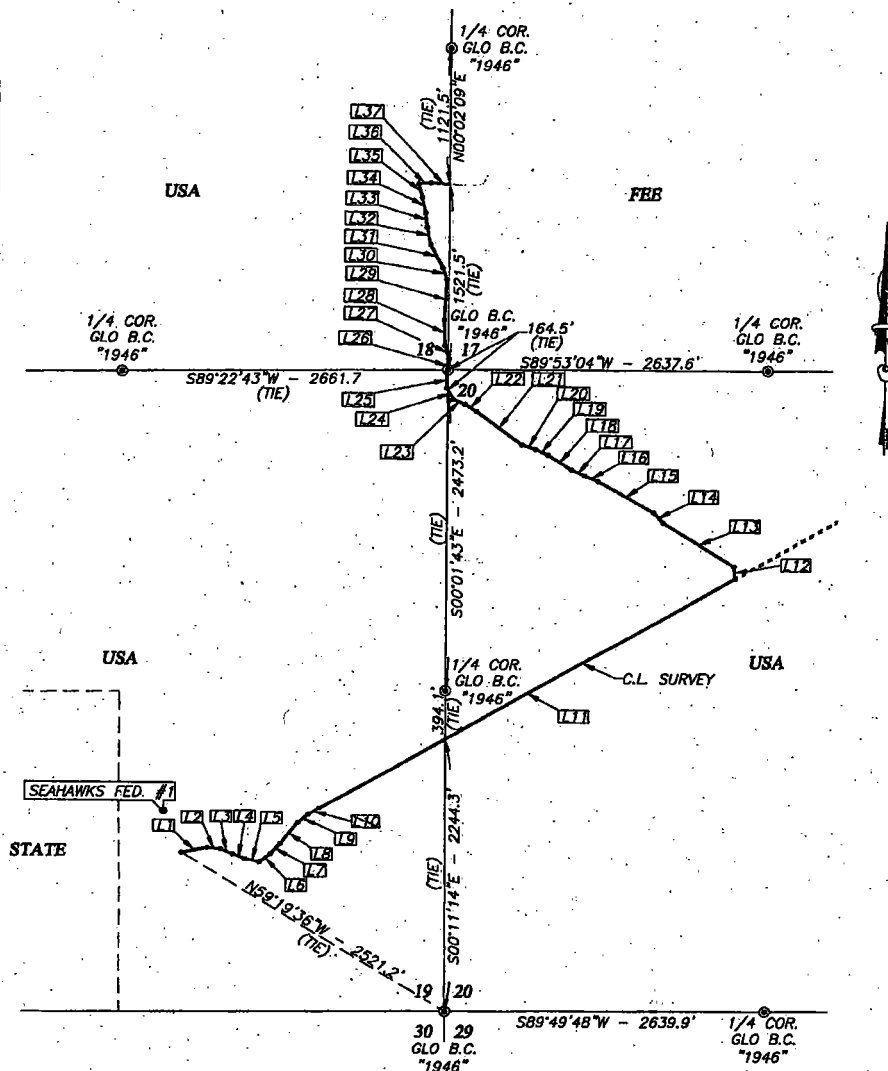 1/4 COR.
GLO B.C.
"1946"
N00°02'09"E
1121.5'
(TIE)
L37
L36
L35
L34
L33
L32
L31
L30
L29
L28
L27
L26
USA
FEE
1521.5'
(TIE)
GLO B.C.
"1946"
164.5'
(TIE)
1/4 COR.
GLO B.C.
"1946"
18 17
1/4 COR.
GLO B.C.
"1946"
S89°22'43"W - 2661.7
(TIE)
S89°53'04"W - 2637.6'
L25
L24
L23
20
L22
L21
L20
L19
L18
L17
L16
L15
L14
L13
L12
S00°01'43"E - 2473.2'
(TIE)
USA
USA
1/4 COR.
GLO B.C.
"1946"
394.1'
(TIE)
C.L. SURVEY
L11
SEAHAWKS FED. #1
STATE
L1
L2
L3
L4
L5
L6
L7
L8
L9
L10
S00°11'14"E - 2244.3'
(TIE)
N59°19'36"W - 2521.2'
(TIE)
19 20
30 29
GLO B.C.
"1946"
S89°49'48"W - 2639.9'
1/4 COR.
GLO B.C.
"1946"